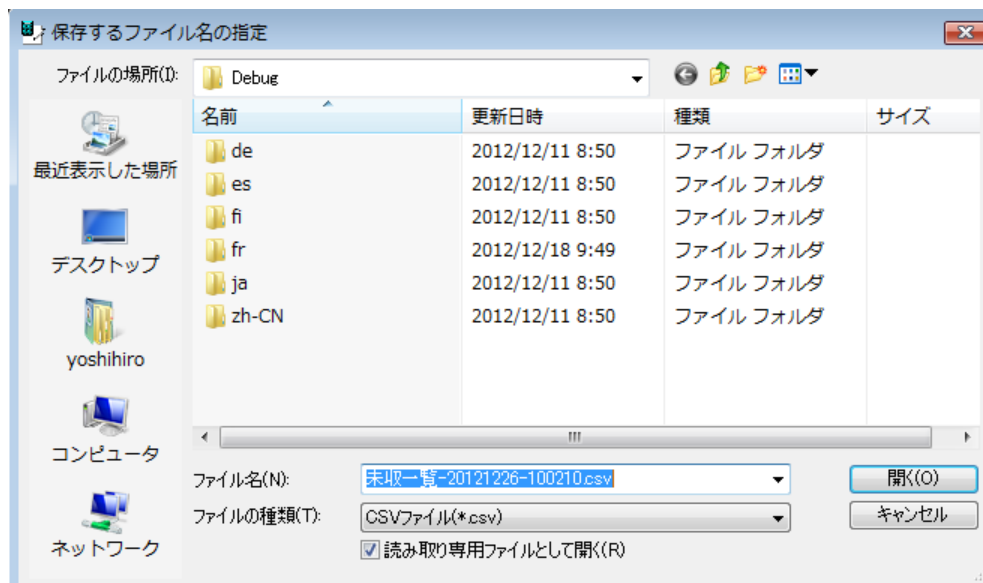 保存するファイル名の指定
ファイルの場所(I):
Debug
最近表示した場所
デスクトップ
yoshihiro
コンピュータ
ネットワーク
名前 更新日時 種類 サイズ
de 2012/12/11 8:50 ファイル フォルダ
es 2012/12/11 8:50 ファイル フォルダ
fi 2012/12/11 8:50 ファイル フォルダ
fr 2012/12/18 9:49 ファイル フォルダ
ja 2012/12/11 8:50 ファイル フォルダ
zh-CN 2012/12/11 8:50 ファイル フォルダ
ファイル名(N): 未収一覧-20121226-100210.csv 開く(O)
ファイルの種類(T): CSVファイル(*.csv) キャンセル
読み取り専用ファイルとして開く(R)